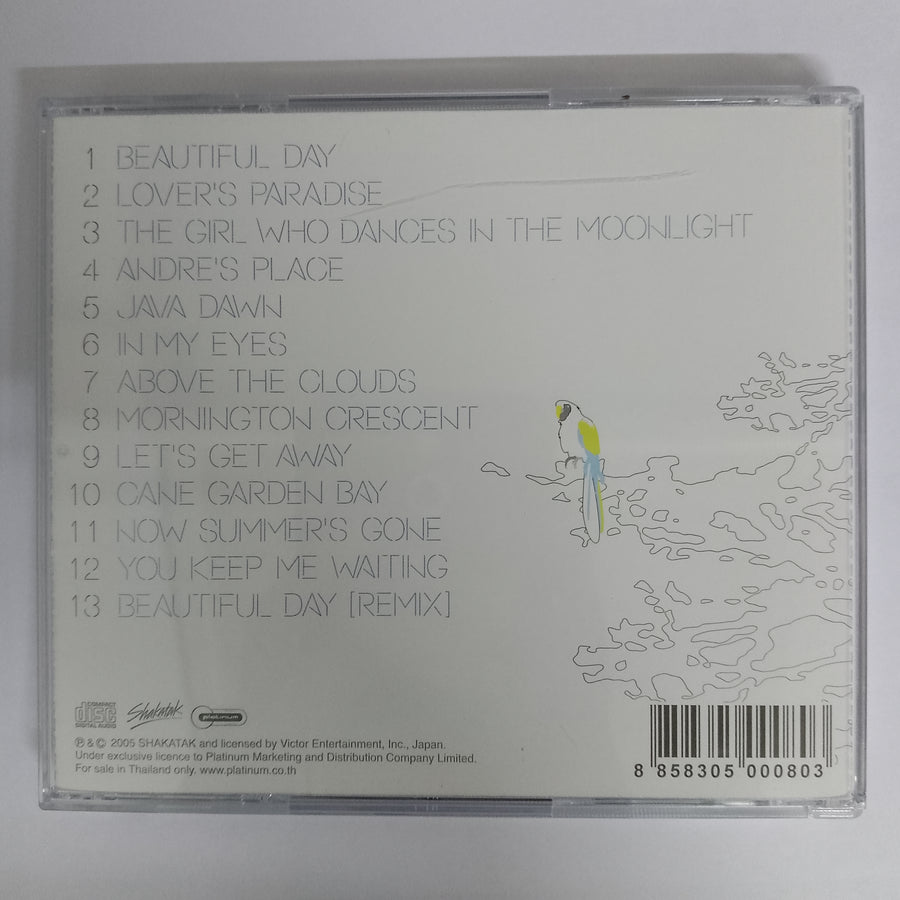 1 BEAUTIFUL DAY
2 LOVER'S PARADISE
3 THE GIRL WHO DANCES IN THE MOONLIGHT
4 ANDRE'S PLACE
5 JAVA DAWN
6 IN MY EYES
7 ABOVE THE CLOUDS
8 MORNINGTON CRESCENT
9 LET'S GET AWAY
10 CANE GARDEN BAY
11 NOW SUMMER'S GONE
12 YOU KEEP ME WAITING
13 BEAUTIFUL DAY [REMIX]
COMPACT disc DIGITAL AUDIO Shakatak platinum
℗ & © 2005 SHAKATAK and licensed by Victor Entertainment, Inc., Japan.
Under exclusive licence to Platinum Marketing and Distribution Company Limited.
For sale in Thailand only. www.platinum.co.th
8 858305 000803